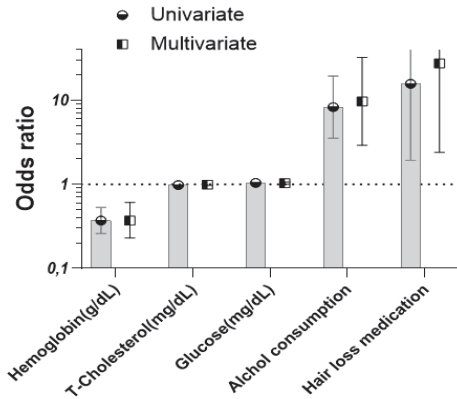 Univariate
Multivariate
Odds ratio
10
1
0,1
Hemoglobin(g/dL)
T-Cholesterol(mg/dL)
Glucose(mg/dL)
Alchol consumption
Hair loss medication